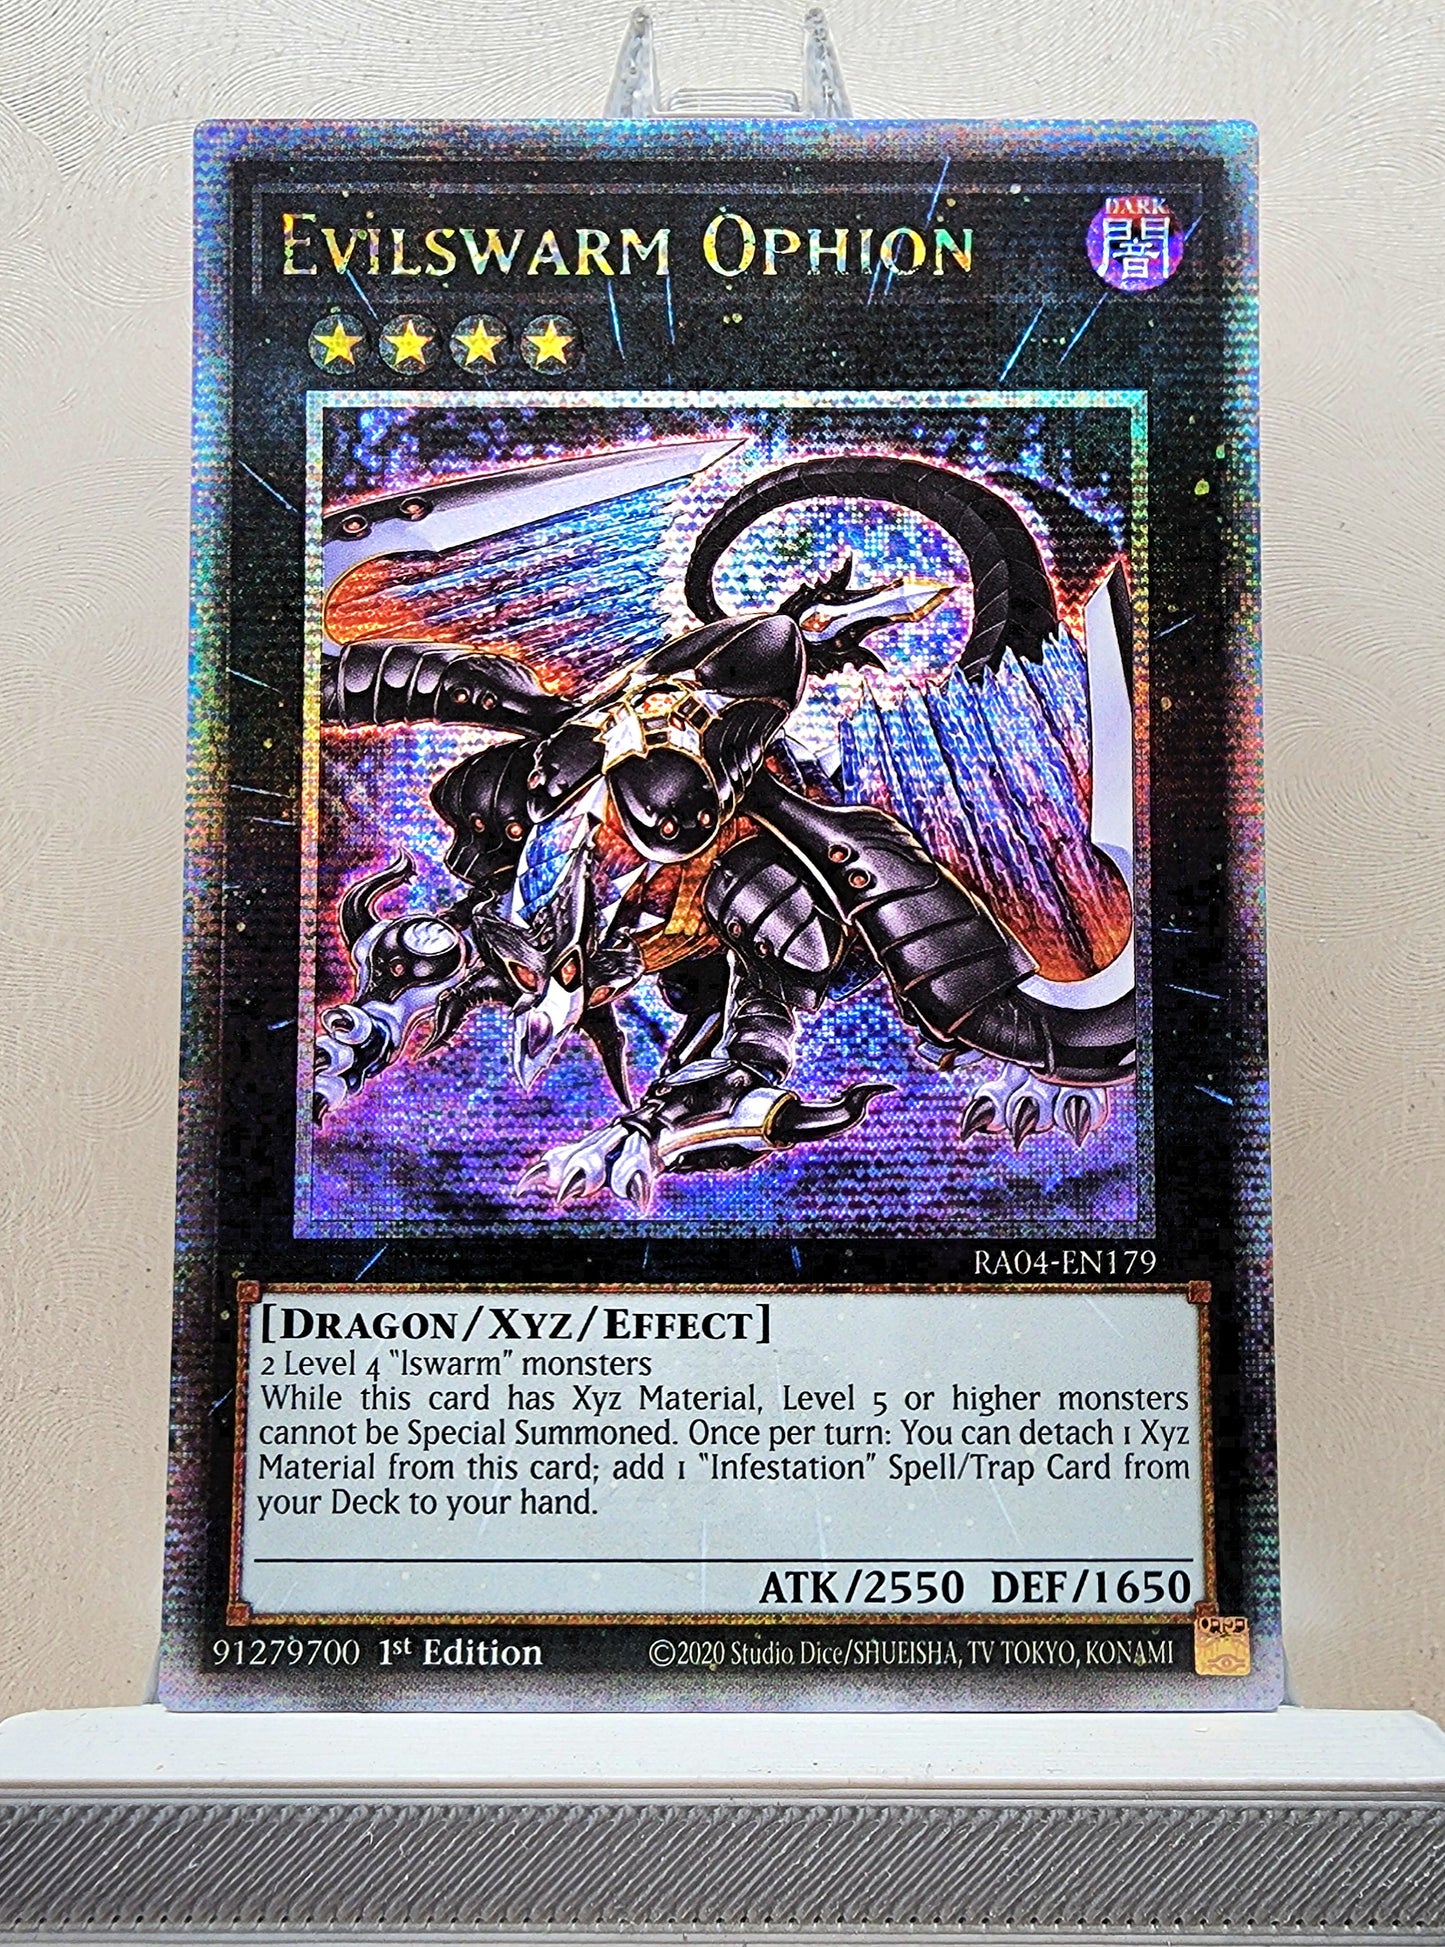 EVILSWARM OPHION
DARK
闇
RA04-EN179
[DRAGON/XYZ/EFFECT]
2 Level 4 "lswarm" monsters
While this card has Xyz Material, Level 5 or higher monsters
cannot be Special Summoned. Once per turn: You can detach 1 Xyz
Material from this card; add 1 "Infestation" Spell/Trap Card from
your Deck to your hand.
ATK/2550 DEF/1650
91279700 1st Edition
©2020 Studio Dice/SHUEISHA, TV TOKYO, KONAMI